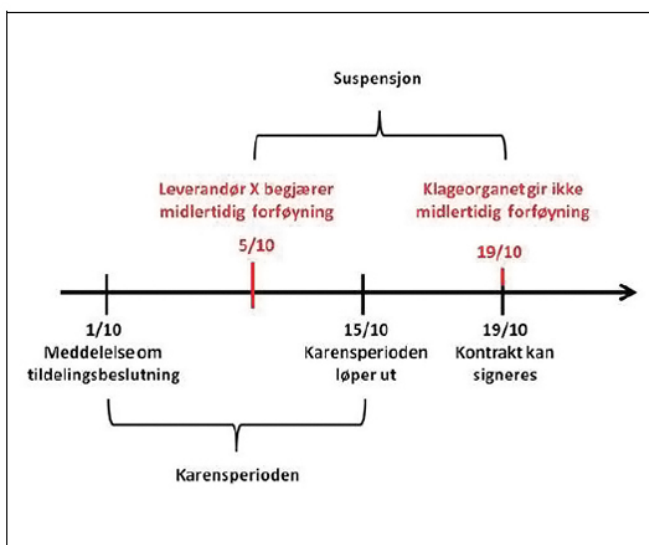 Suspensjon
Leverandør X begjærer
midlertidig forføyning
5/10
Klageorganet gir ikke
midlertidig forføyning
19/10
1/10
Meddelelse om
tildelingsbeslutning
15/10
Karensperioden
løper ut
19/10
Kontrakt kan
signeres
Karensperioden